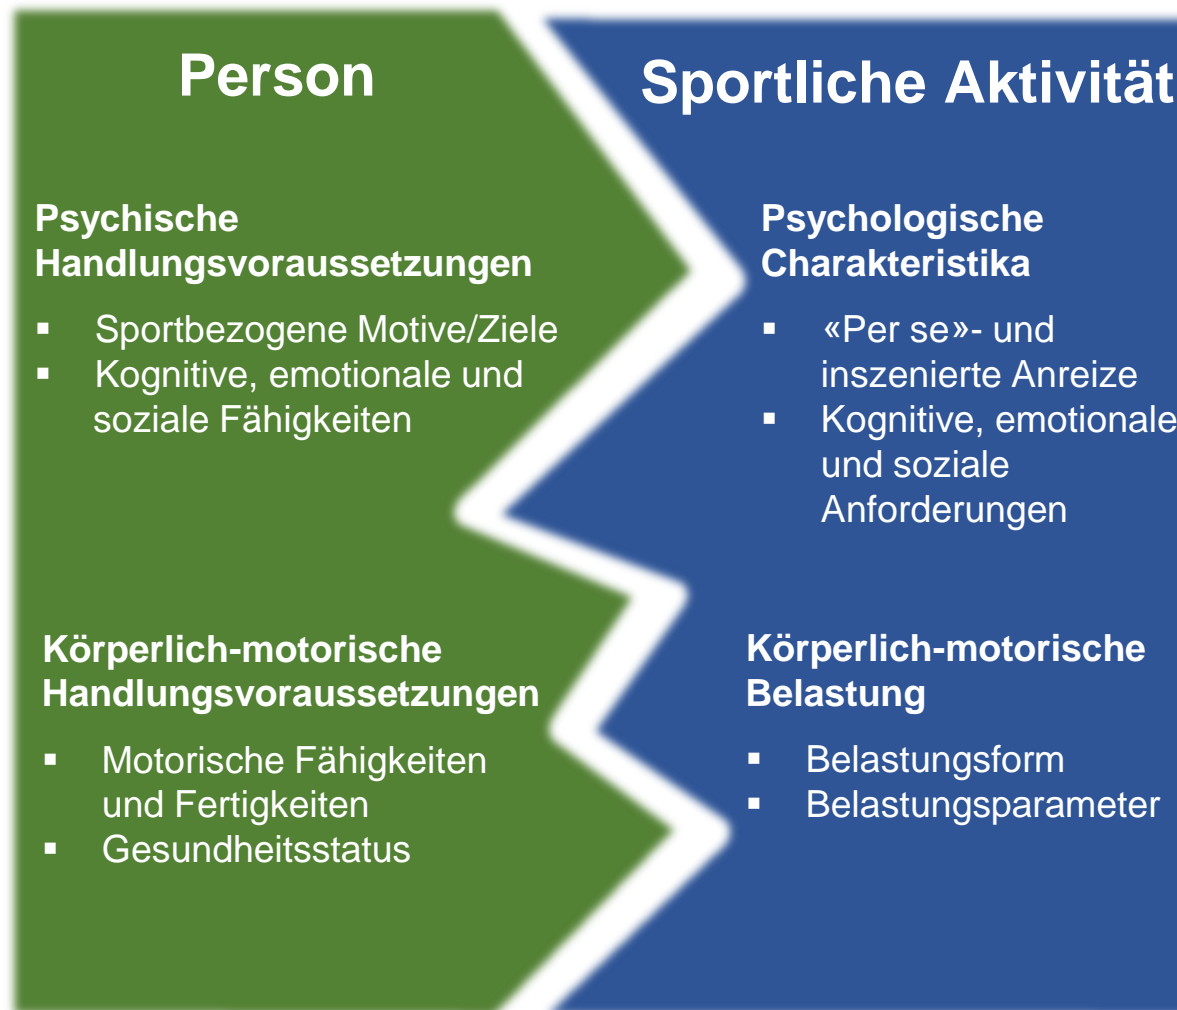 Person
Psychische
Handlungsvoraussetzungen
▪ Sportbezogene Motive/Ziele
▪ Kognitive, emotionale und
soziale Fähigkeiten
Körperlich-motorische
Handlungsvoraussetzungen
▪ Motorische Fähigkeiten
und Fertigkeiten
▪ Gesundheitsstatus
Sportliche Aktivität
Psychologische
Charakteristika
▪ «Per se»- und
inszenierte Anreize
▪ Kognitive, emotionale
und soziale
Anforderungen
Körperlich-motorische
Belastung
▪ Belastungsform
▪ Belastungsparameter